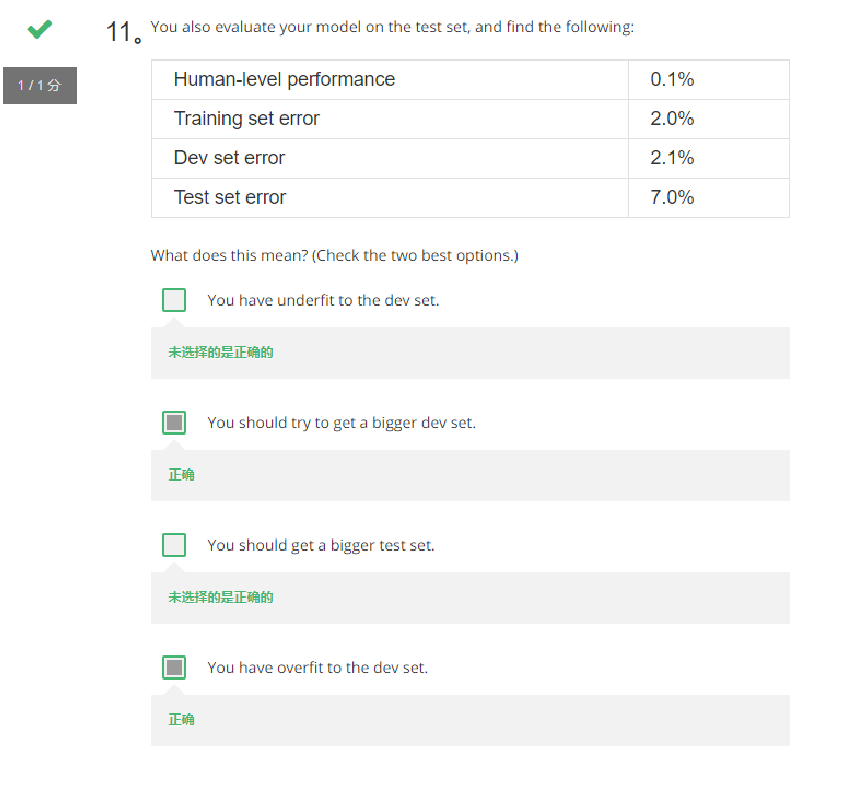 11。 You also evaluate your model on the test set, and find the following:
1 / 1 分
Human-level performance 0.1%
Training set error 2.0%
Dev set error 2.1%
Test set error 7.0%
What does this mean? (Check the two best options.)
You have underfit to the dev set.
未选择的是正确的
You should try to get a bigger dev set.
正确
You should get a bigger test set.
未选择的是正确的
You have overfit to the dev set.
正确